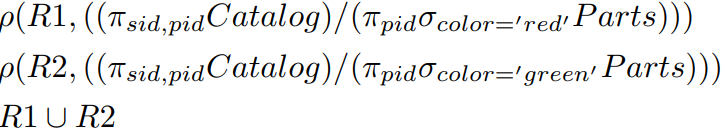 ρ(R1, ((π_{sid,pid}Catalog)/(π_{pid}σ_{color='red'}Parts)))
ρ(R2, ((π_{sid,pid}Catalog)/(π_{pid}σ_{color='green'}Parts)))
R1 ∪ R2